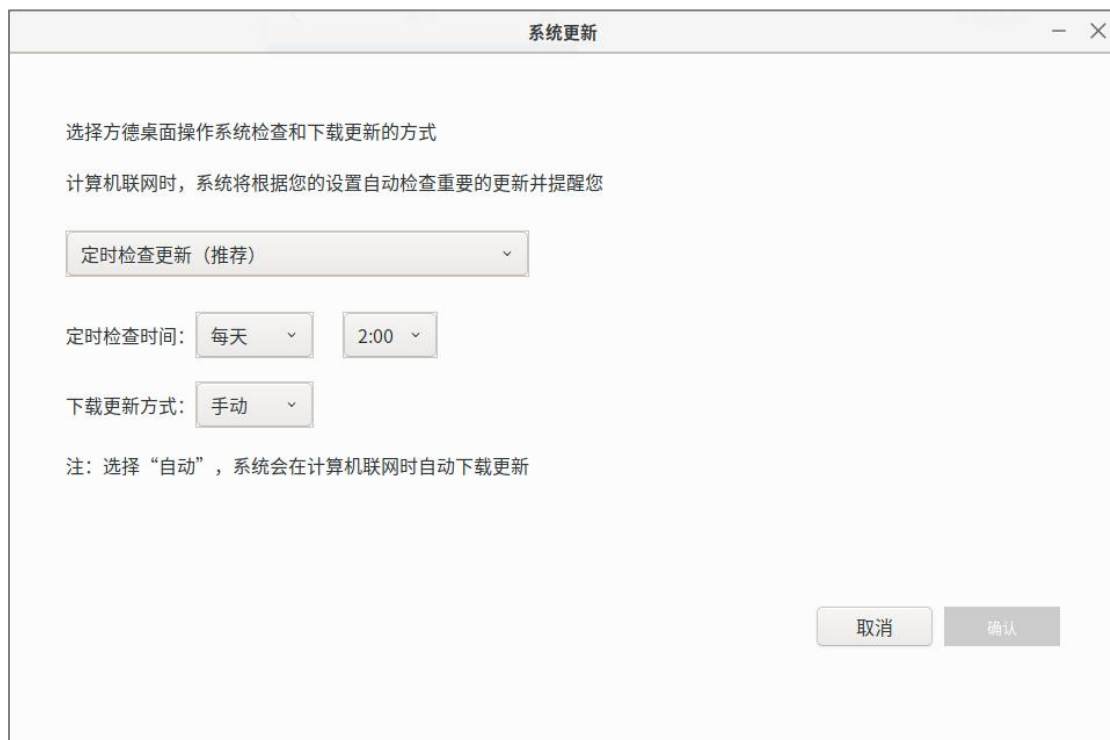 系统更新
选择方德桌面操作系统检查和下载更新的方式
计算机联网时，系统将根据您的设置自动检查重要的更新并提醒您
定时检查更新（推荐）
定时检查时间： 每天 2:00
下载更新方式： 手动
注：选择“自动”，系统会在计算机联网时自动下载更新
取消 确认